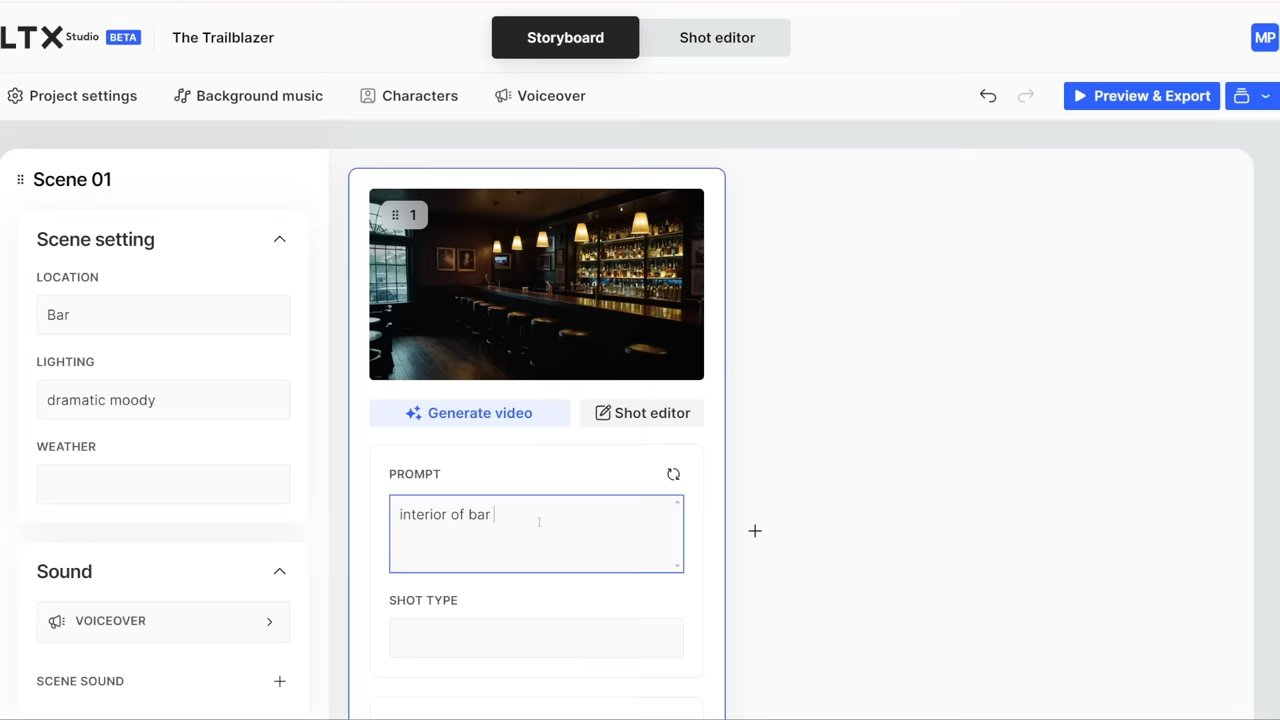 LTX Studio BETA
The Trailblazer
Storyboard
Shot editor
MP
Project settings
Background music
Characters
Voiceover
Preview & Export
Scene 01
Scene setting
LOCATION
Bar
LIGHTING
dramatic moody
WEATHER
Sound
VOICEOVER
SCENE SOUND
1
Generate video
Shot editor
PROMPT
interior of bar
SHOT TYPE